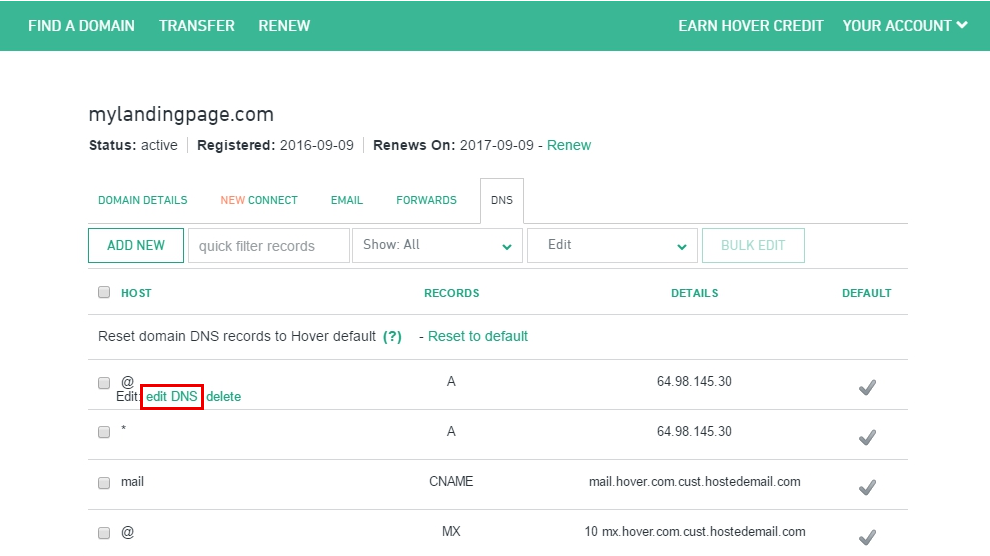 FIND A DOMAIN TRANSFER RENEW EARN HOVER CREDIT YOUR ACCOUNT
mylandingpage.com
Status: active Registered: 2016-09-09 Renews On: 2017-09-09 - Renew
DOMAIN DETAILS NEW CONNECT EMAIL FORWARDS DNS
ADD NEW quick filter records Show: All Edit BULK EDIT
HOST RECORDS DETAILS DEFAULT
Reset domain DNS records to Hover default (?) - Reset to default
@ A 64.98.145.30
Edit: edit DNS delete
* A 64.98.145.30
mail CNAME mail.hover.com.cust.hostedemail.com
@ MX 10 mx.hover.com.cust.hostedemail.com